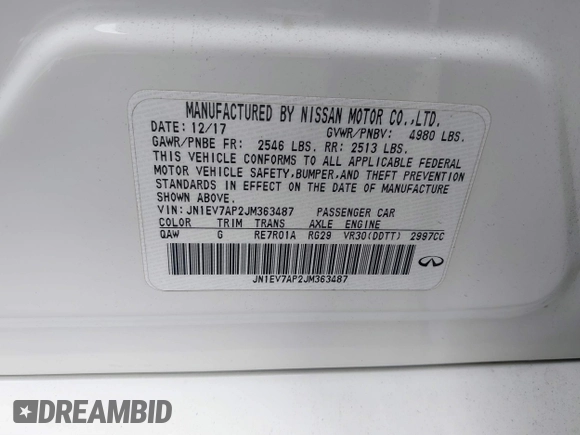 MANUFACTURED BY NISSAN MOTOR CO.,LTD.
DATE: 12/17 GVWR/PNBV: 4980 LBS.
GAWR/PNBE FR: 2546 LBS. RR: 2513 LBS.
THIS VEHICLE CONFORMS TO ALL APPLICABLE FEDERAL
MOTOR VEHICLE SAFETY,BUMPER,AND THEFT PREVENTION
STANDARDS IN EFFECT ON THE DATE OF MANUFACTURE
SHOWN ABOVE.
VIN: JN1EV7AP2JM363487 PASSENGER CAR
COLOR TRIM TRANS AXLE ENGINE
QAW G RE7R01A RG29 VR30(DDTT) 2997CC
JN1EV7AP2JM363487
DREAMBID